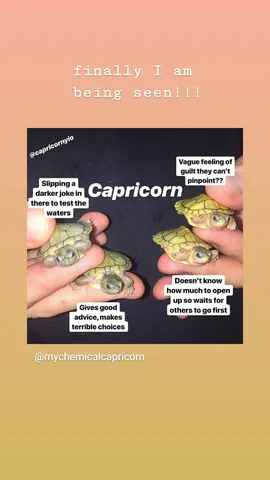 finally I am
being seen!!!
@capricornyio
Vague feeling of
guilt they can't
pinpoint??
Slipping a
darker joke in
there to test the
waters
Capricorn
Doesn't know
how much to open
up so waits for
others to go first
Gives good
advice, makes
terrible choices
@mychemicalcapricorn